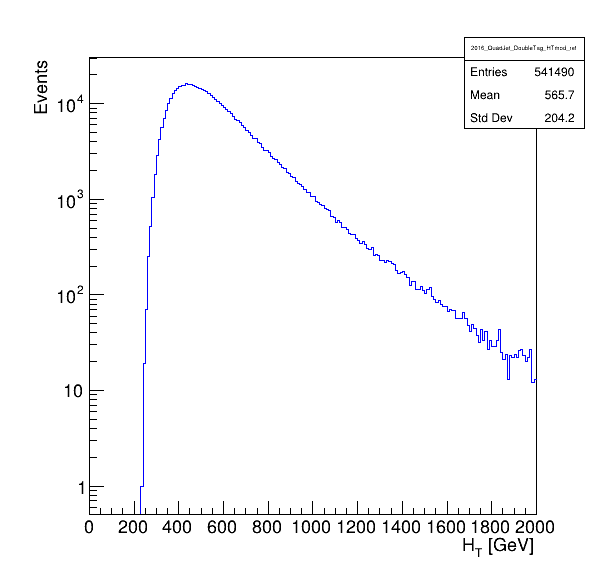 2016_QuadJet_DoubleTag_HTmod_ref
Entries 541490
Mean 565.7
Std Dev 204.2
Events
10^4
10^3
10^2
10
1
0 200 400 600 800 1000 1200 1400 1600 1800 2000
H_T [GeV]